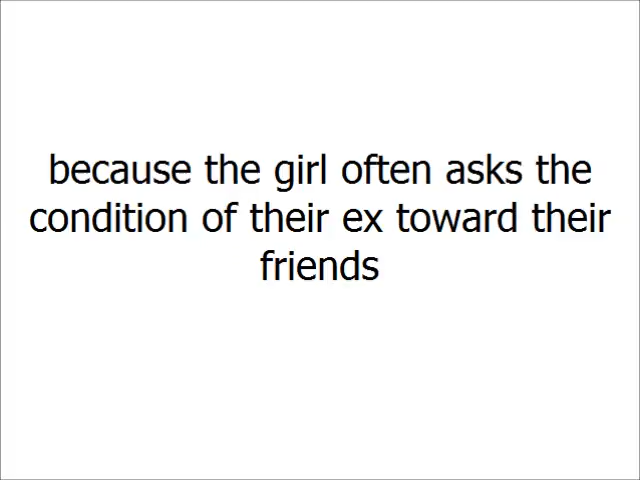 because the girl often asks the
condition of their ex toward their
friends